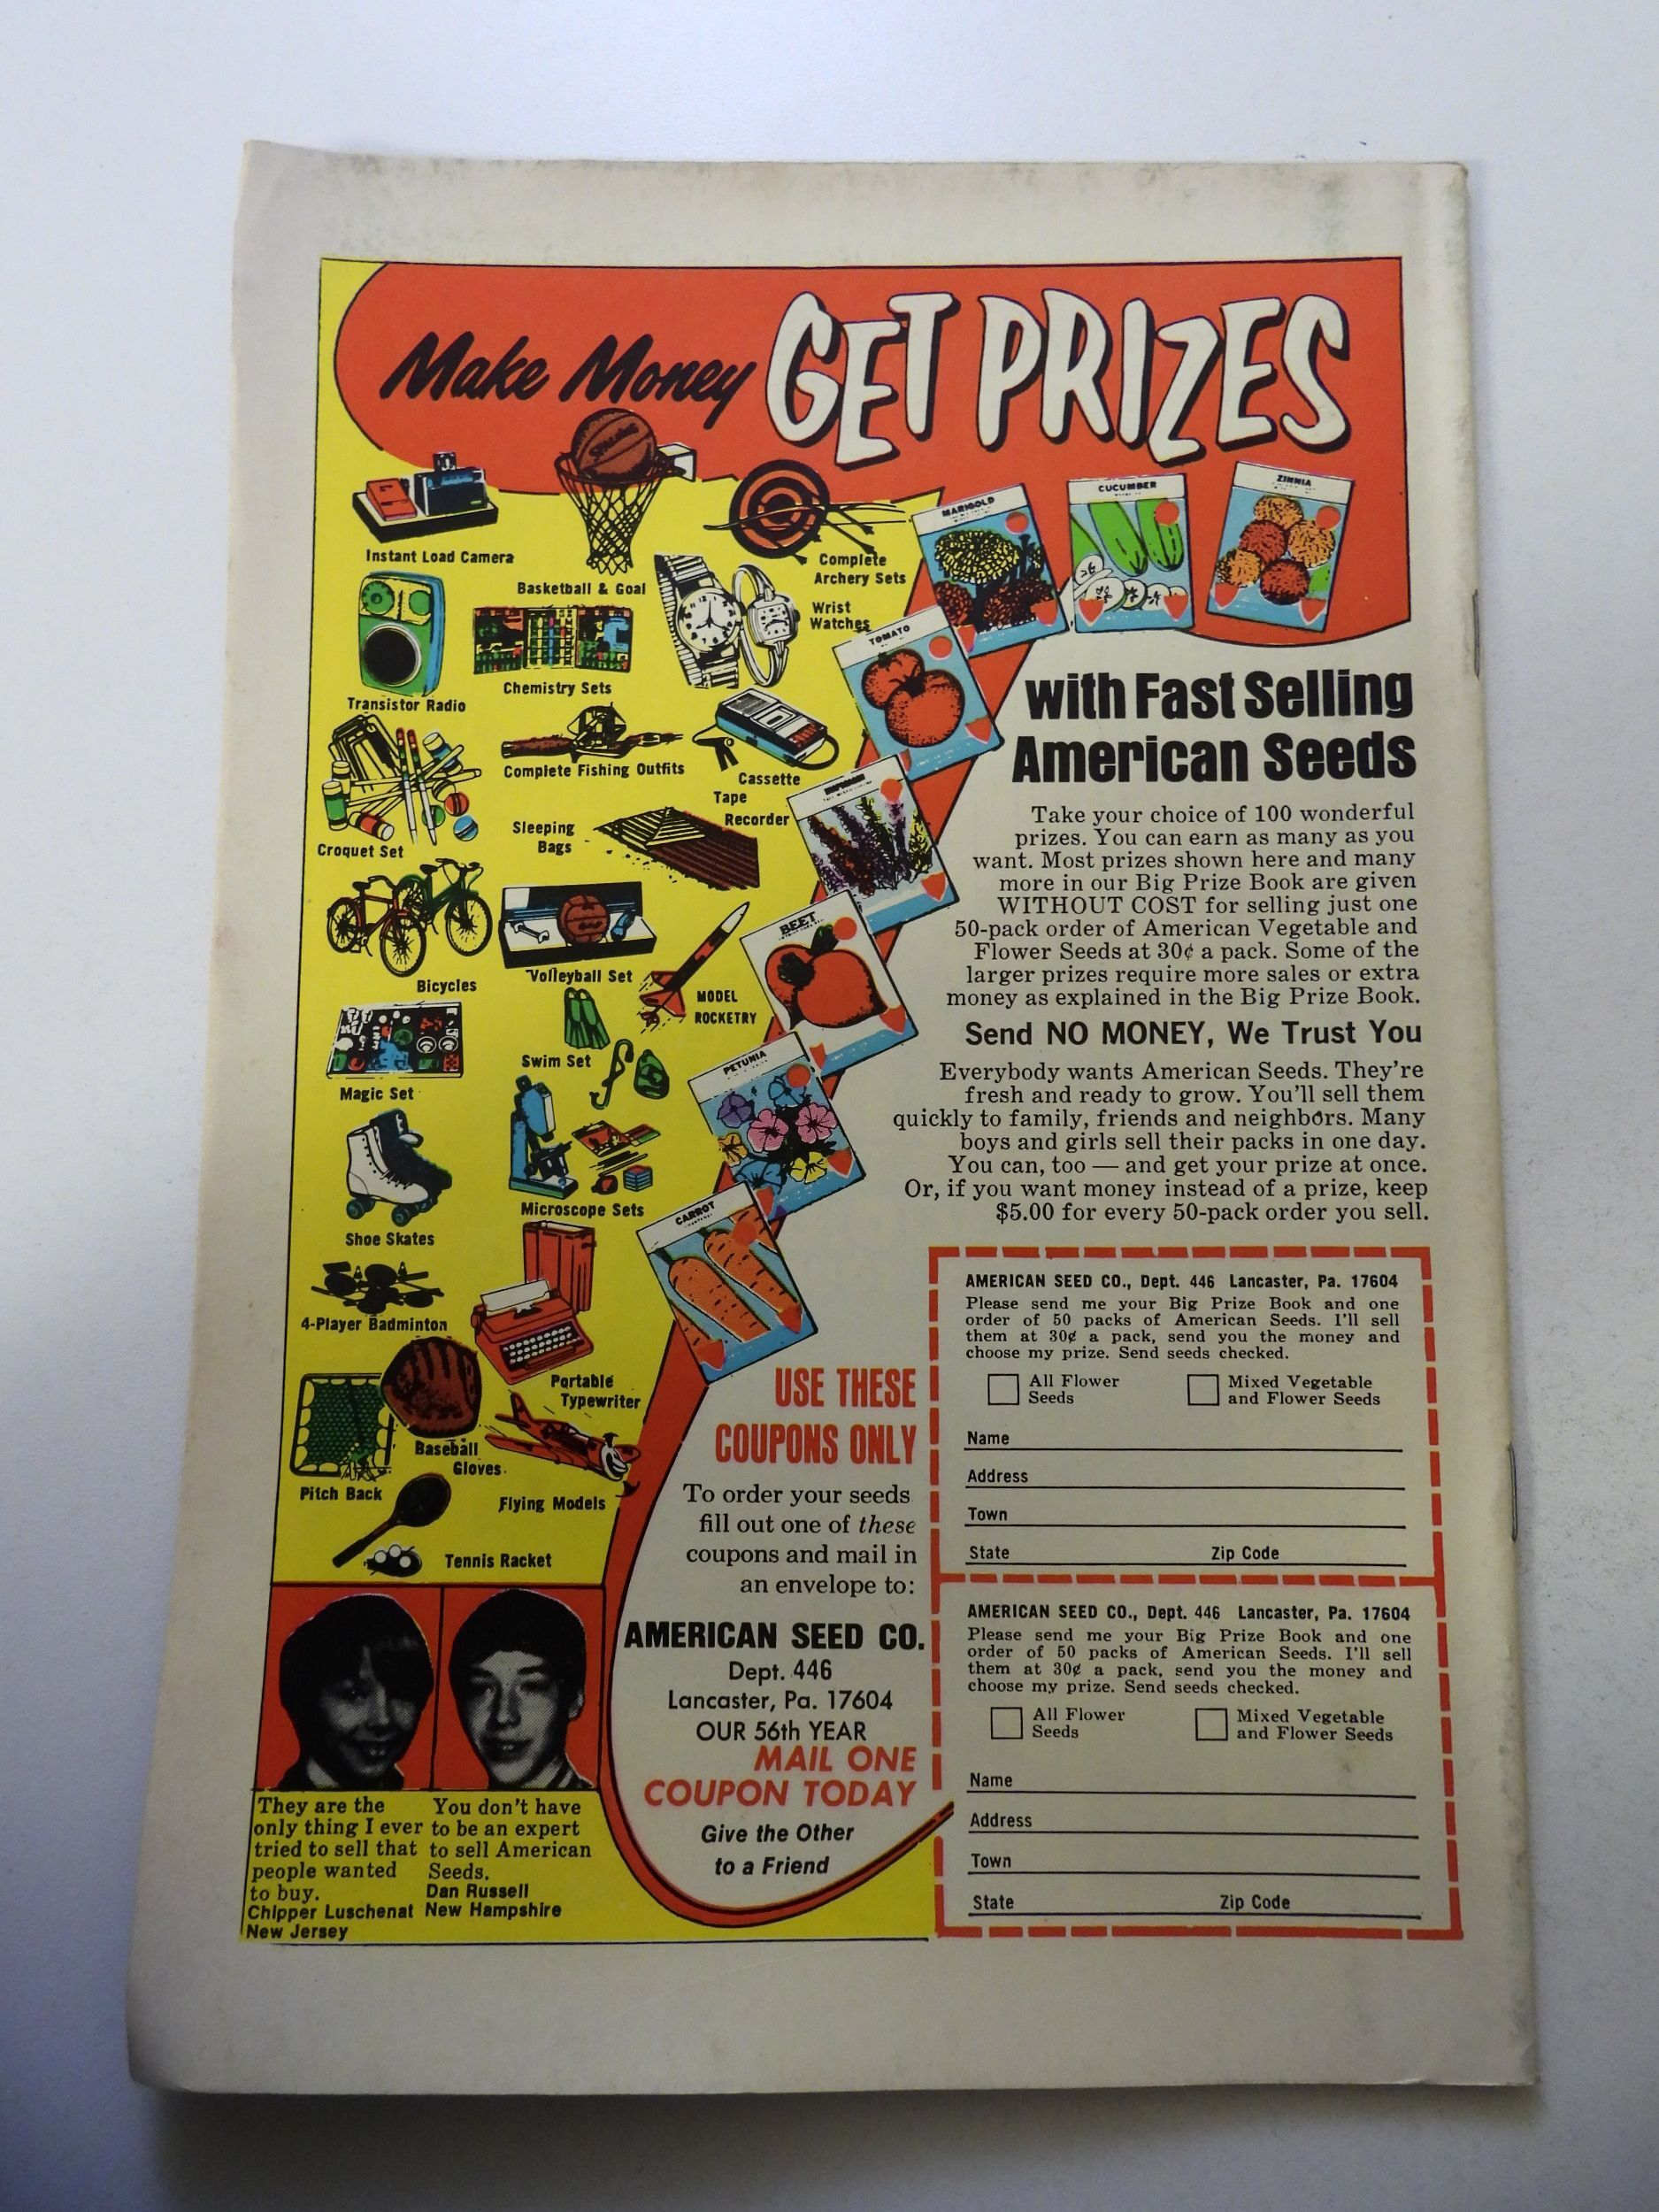 Make Money GET PRIZES
Instant Load Camera
Basketball & Goal
Complete
Archery Sets
Wrist
Watches
Transistor Radio
Chemistry Sets
Complete Fishing Outfits
Cassette
Tape
Recorder
Croquet Set
Sleeping
Bags
Bicycles
Volleyball Set
MODEL
ROCKETRY
Magic Set
Swim Set
Shoe Skates
Microscope Sets
4-Player Badminton
Portable
Typewriter
Pitch Back
Baseball
Gloves
Flying Models
Tennis Racket
MARIGOLD
CUCUMBER
ZINNIA
TOMATO
BEET
PETUNIA
CARROT
with Fast Selling
American Seeds
Take your choice of 100 wonderful
prizes. You can earn as many as you
want. Most prizes shown here and many
more in our Big Prize Book are given
WITHOUT COST for selling just one
50-pack order of American Vegetable and
Flower Seeds at 30¢ a pack. Some of the
larger prizes require more sales or extra
money as explained in the Big Prize Book.
Send NO MONEY, We Trust You
Everybody wants American Seeds. They're
fresh and ready to grow. You'll sell them
quickly to family, friends and neighbors. Many
boys and girls sell their packs in one day.
You can, too — and get your prize at once.
Or, if you want money instead of a prize, keep
$5.00 for every 50-pack order you sell.
USE THESE
COUPONS ONLY
To order your seeds
fill out one of these
coupons and mail in
an envelope to:
AMERICAN SEED CO.
Dept. 446
Lancaster, Pa. 17604
OUR 56th YEAR
MAIL ONE
COUPON TODAY
Give the Other
to a Friend
AMERICAN SEED CO., Dept. 446 Lancaster, Pa. 17604
Please send me your Big Prize Book and one
order of 50 packs of American Seeds. I'll sell
them at 30¢ a pack, send you the money and
choose my prize. Send seeds checked.
All Flower
Seeds
Mixed Vegetable
and Flower Seeds
Name
Address
Town
State Zip Code
AMERICAN SEED CO., Dept. 446 Lancaster, Pa. 17604
Please send me your Big Prize Book and one
order of 50 packs of American Seeds. I'll sell
them at 30¢ a pack, send you the money and
choose my prize. Send seeds checked.
All Flower
Seeds
Mixed Vegetable
and Flower Seeds
Name
Address
Town
State Zip Code
They are the
only thing I ever
tried to sell that
people wanted
to buy.
Chipper Luschenat
New Jersey
You don't have
to be an expert
to sell American
Seeds.
Dan Russell
New Hampshire